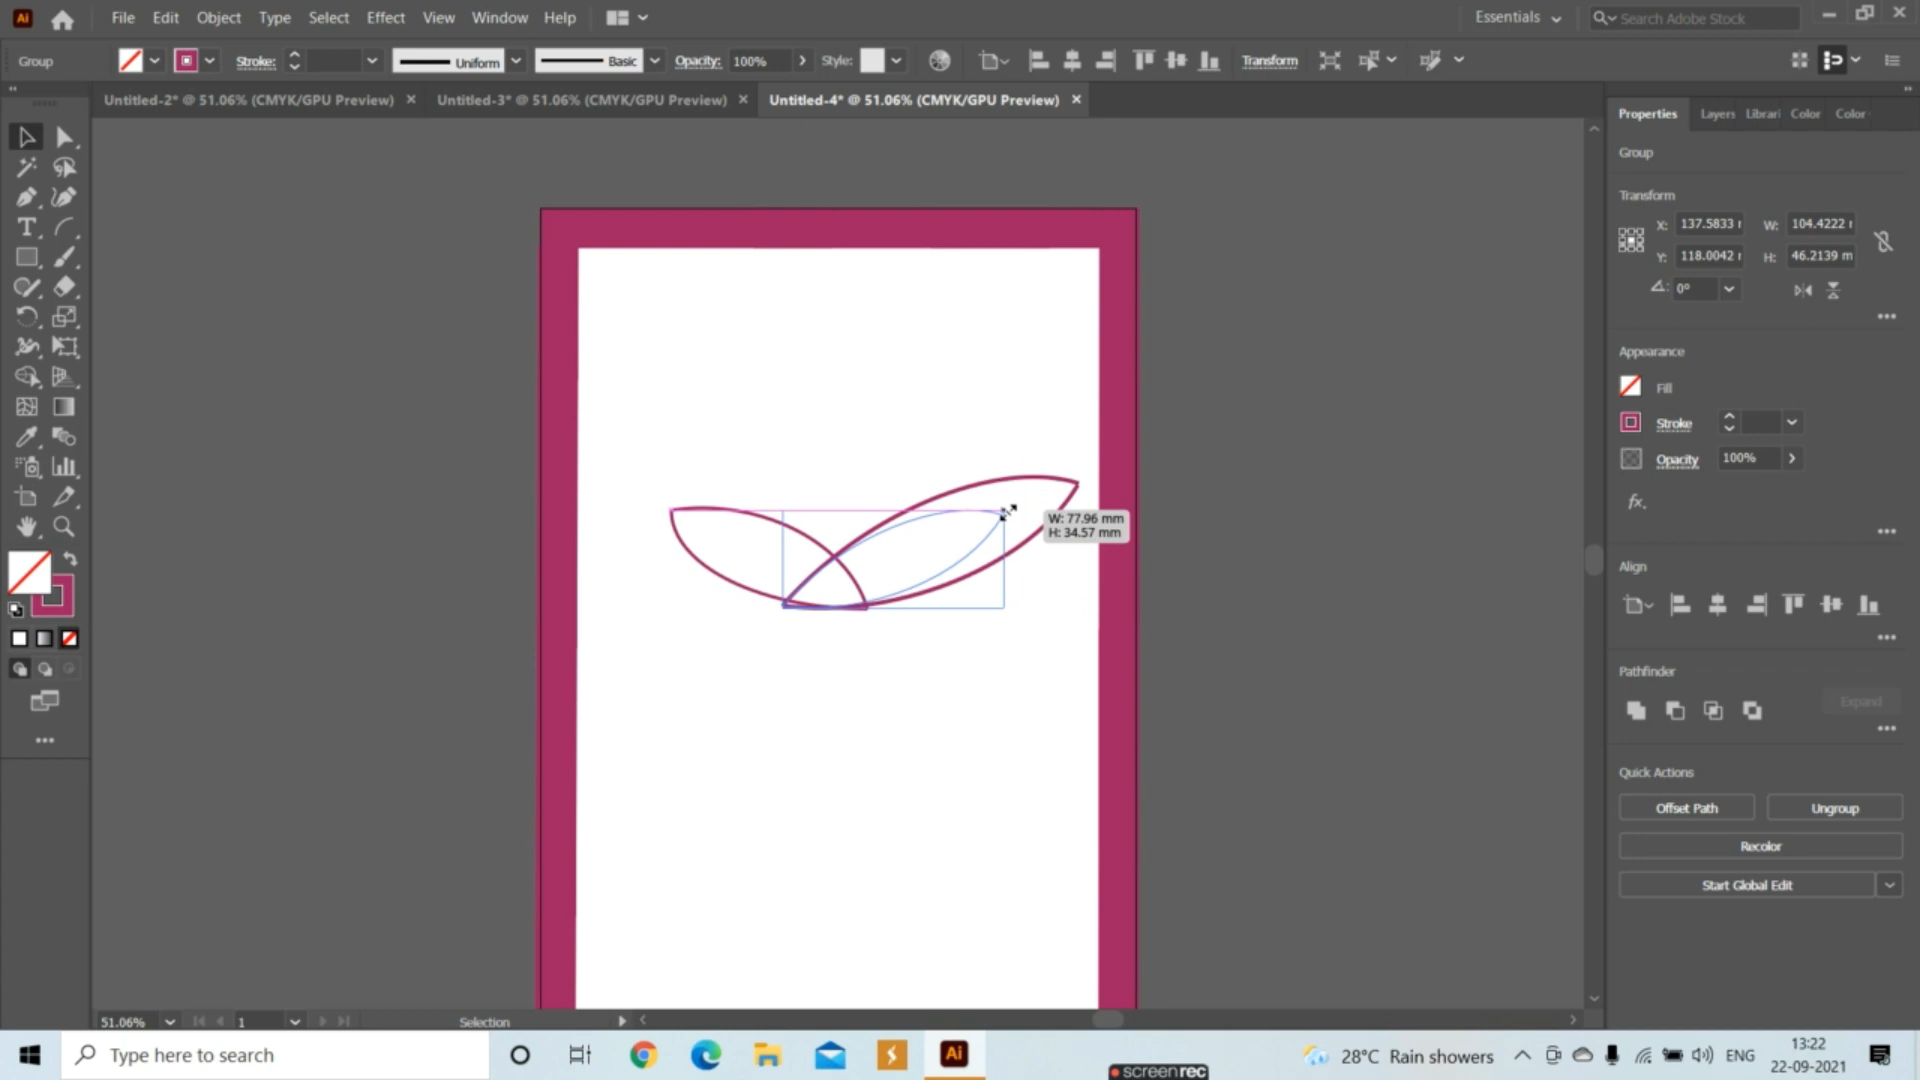 Ai File Edit Object Type Select Effect View Window Help Essentials Search Adobe Stock
Group Stroke: Uniform Basic Opacity: 100% Style: Transform
Untitled-2* @ 51.06% (CMYK/GPU Preview) Untitled-3* @ 51.06% (CMYK/GPU Preview) Untitled-4* @ 51.06% (CMYK/GPU Preview)
Properties Layers Librari Color Color
Group
Transform
X: 137.5833 W: 104.4222
Y: 118.0042 H: 46.2139 m
0°
Appearance
Fill
Stroke
Opacity 100%
fx.
W: 77.96 mm
H: 34.57 mm
Align
Pathfinder
Expand
Quick Actions
Offset Path Ungroup
Recolor
Start Global Edit
51.06% 1 Selection
Type here to search
Ai
28°C Rain showers
ENG
13:22
22-09-2021
screenrec